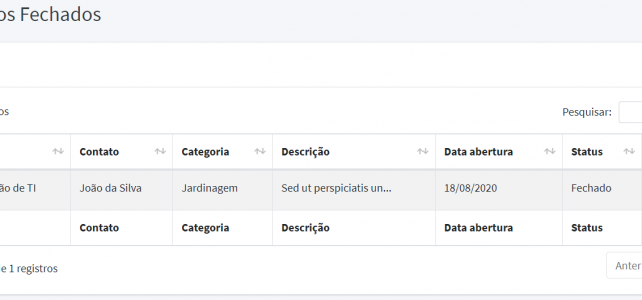 os Fechados
os
Pesquisar:
Contato Categoria Descrição Data abertura Status
ão de TI João da Silva Jardinagem Sed ut perspiciatis un... 18/08/2020 Fechado
Contato Categoria Descrição Data abertura Status
e 1 registros
Anter